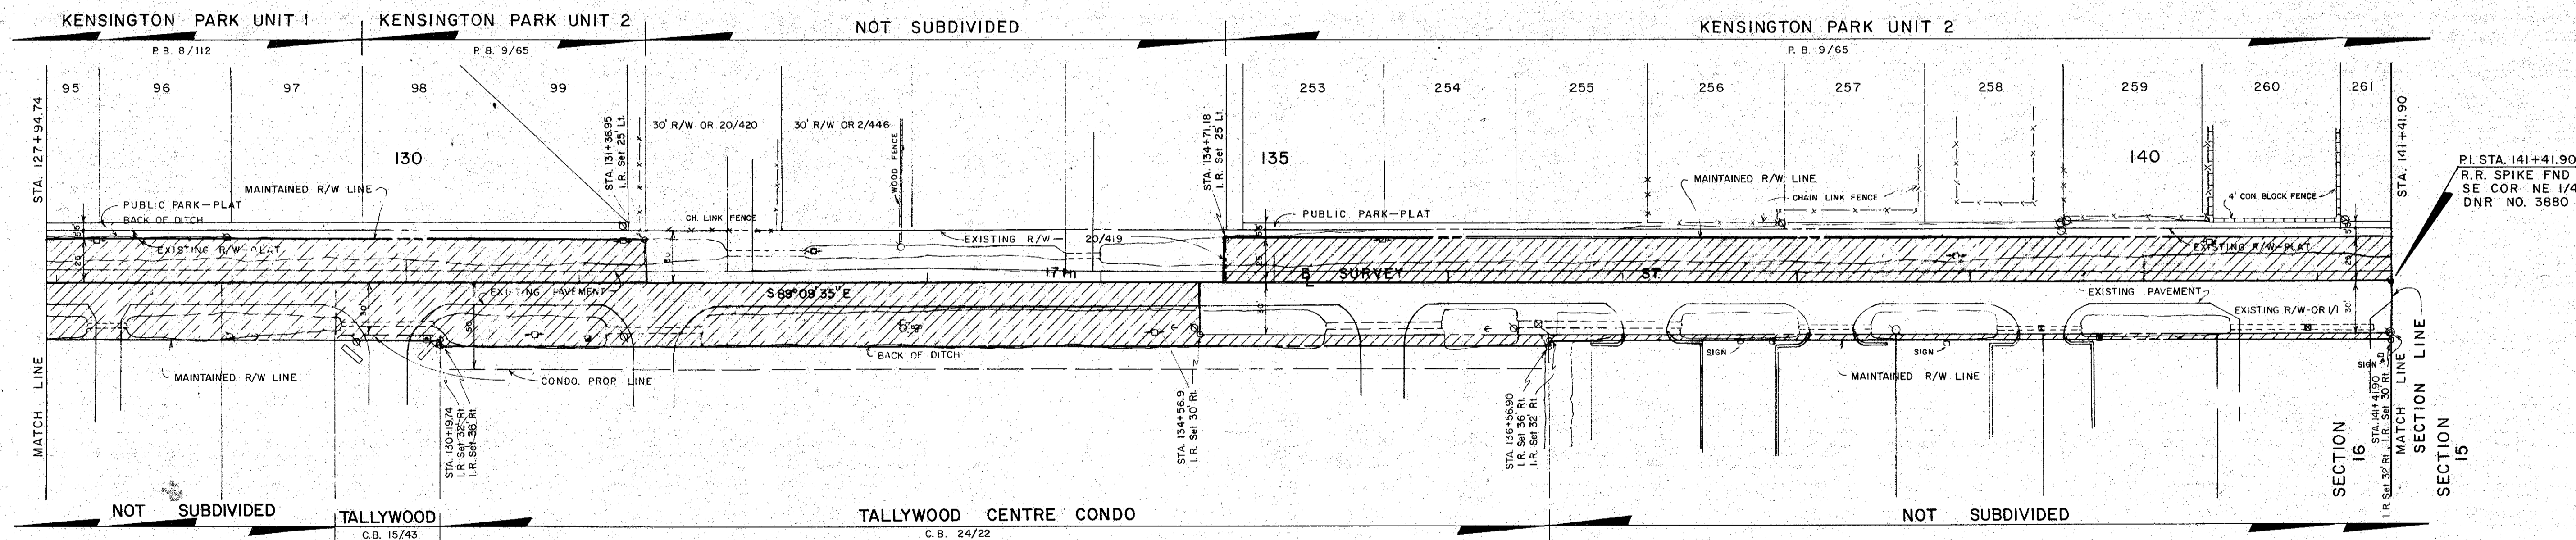 KENSINGTON PARK UNIT 1
KENSINGTON PARK UNIT 2
NOT SUBDIVIDED
KENSINGTON PARK UNIT 2
P. B. 8/112
P. B. 9/65
P. B. 9/65
95
96
97
98
99
253
254
255
256
257
258
259
260
261
STA. 127+94.74
STA. 131+36.95
I.R. Set 25' Lt.
30' R/W OR 20/420
30' R/W OR 2/446
WOOD FENCE
STA. 134+71.18
I.R. Set 25' Lt.
STA. 141+41.90
130
135
140
P.I. STA. 141+41.90
R.R. SPIKE FND
SE COR NE 1/4
DNR NO. 3880
MAINTAINED R/W LINE
MAINTAINED R/W LINE
CHAIN LINK FENCE
4' CON. BLOCK FENCE
PUBLIC PARK-PLAT
BACK OF DITCH
CH. LINK FENCE
PUBLIC PARK-PLAT
EXISTING R/W-PLAT
EXISTING R/W- 20/419
EXISTING R/W-PLAT
25'
50'
25'
25'
17th
SURVEY
ST.
EXISTING PAVEMENT
S 89°09'35" E
EXISTING PAVEMENT
EXISTING R/W-OR 1/1
30'
50'
30'
30'
BACK OF DITCH
SIGN
SIGN
SIGN
MAINTAINED R/W LINE
CONDO. PROP. LINE
MAINTAINED R/W LINE
MATCH LINE
STA. 130+19.74
I.R. Set 32' Rt.
I.R. Set 36' Rt.
STA. 134+56.9
I.R. Set 30' Rt.
STA. 136+56.90
I.R. Set 36' Rt.
I.R. Set 32' Rt.
SECTION
16
STA. 141+41.90
I.R. Set 32' Rt., I.R. Set 30' Rt.
MATCH LINE
SECTION LINE
SECTION
15
NOT SUBDIVIDED
TALLYWOOD
TALLYWOOD CENTRE CONDO
NOT SUBDIVIDED
C.B. 15/43
C.B. 24/22